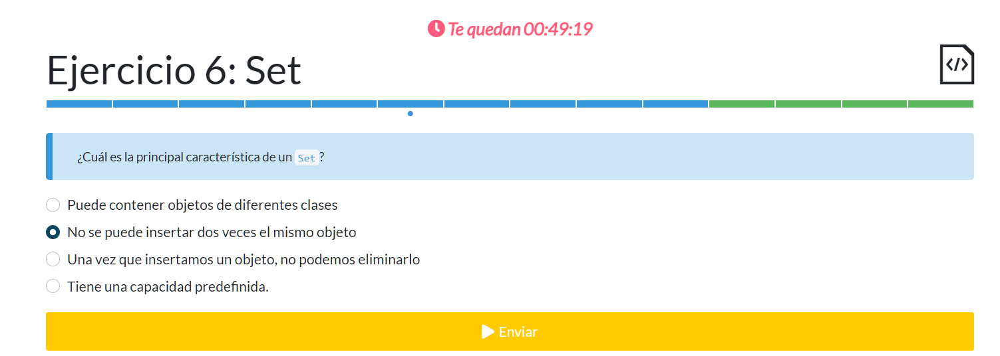 Te quedan 00:49:19
Ejercicio 6: Set
</>
¿Cuál es la principal característica de un Set?
Puede contener objetos de diferentes clases
No se puede insertar dos veces el mismo objeto
Una vez que insertamos un objeto, no podemos eliminarlo
Tiene una capacidad predefinida.
Enviar